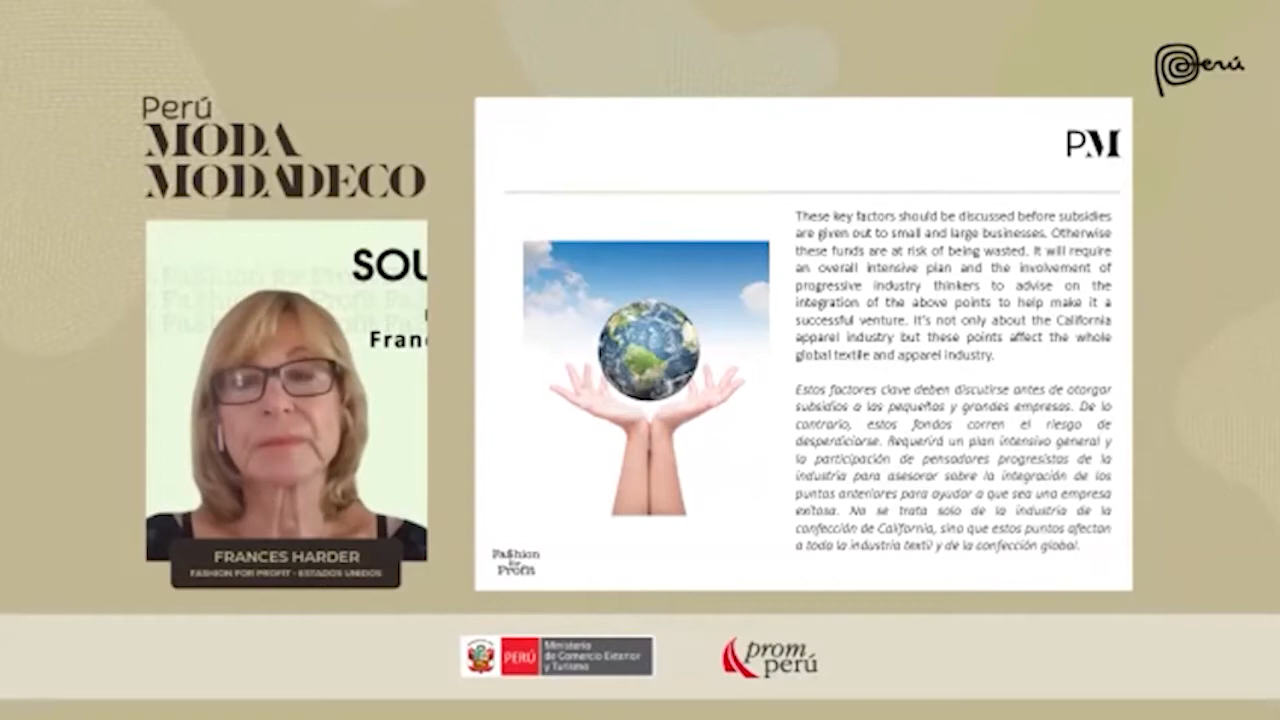 Perú
Perú
MODA
MODADECO
PM
SOU
Fran
These key factors should be discussed before subsidies
are given out to small and large businesses. Otherwise
these funds are at risk of being wasted. It will require
an overall intensive plan and the involvement of
progressive industry thinkers to advise on the
integration of the above points to help make it a
successful venture. It's not only about the California
apparel industry but these points affect the whole
global textile and apparel industry.
Estos factores clave deben discutirse antes de otorgar
subsidios a las pequeñas y grandes empresas. De lo
contrario, estos fondos corren el riesgo de
desperdiciarse. Requerirá un plan intensivo general y
la participación de pensadores progresistas de la
industria para asesorar sobre la integración de los
puntos anteriores para ayudar a que sea una empresa
exitosa. No se trata solo de la industria de la
confección de California, sino que estos puntos afectan
a toda la industria textil y de la confección global.
FRANCES HARDER
FASHION FOR PROFIT - ESTADOS UNIDOS
Fa$hion
for
Profit
PERÚ
Ministerio
de Comercio Exterior
y Turismo
prom
perú